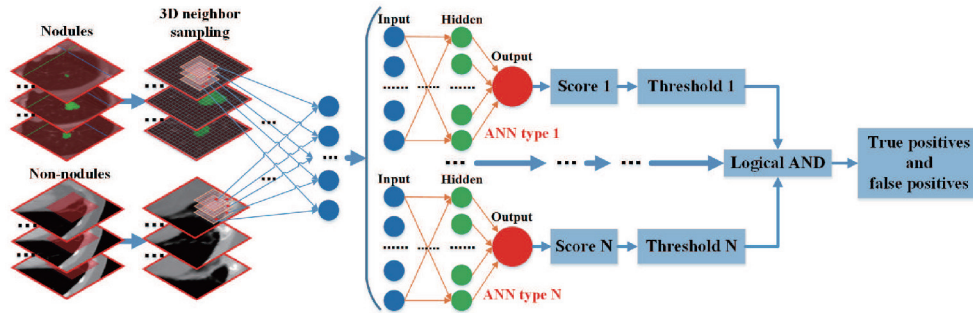 Nodules
3D neighbor
sampling
Non-nodules
Input
Hidden
Output
ANN type 1
Score 1
Threshold 1
Input
Hidden
Output
ANN type N
Score N
Threshold N
Logical AND
True positives
and
false positives